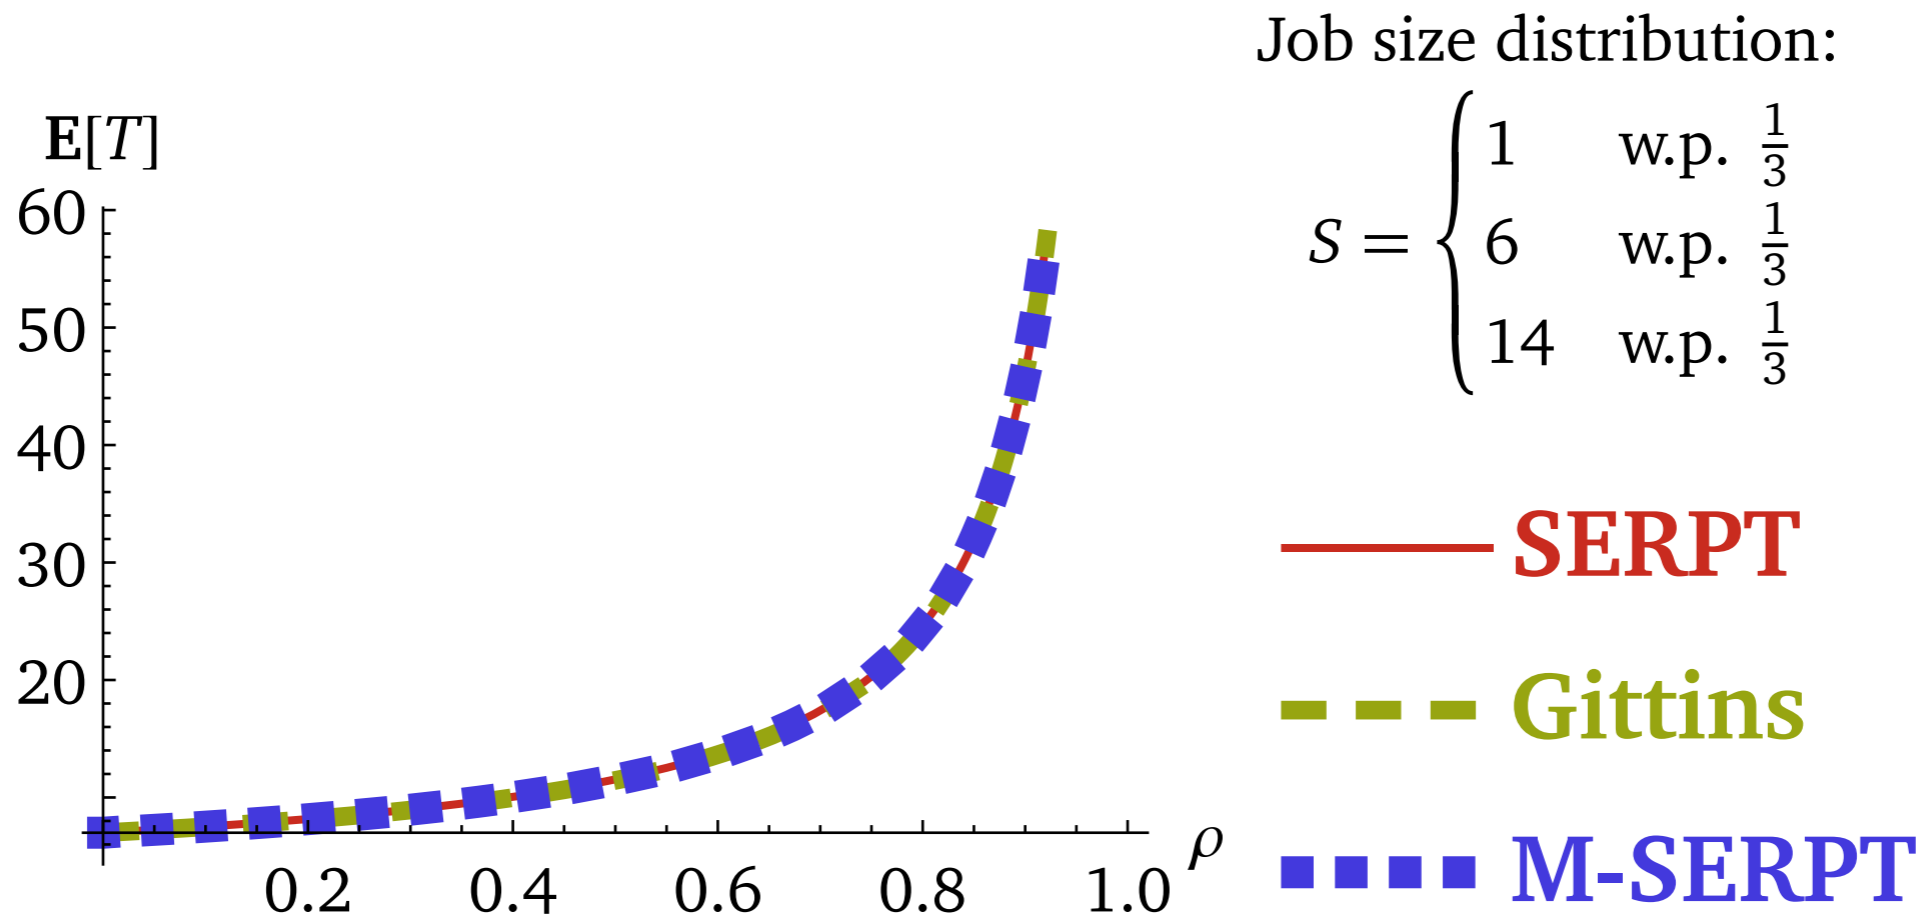 Job size distribution:
E[T]
S = { 1 w.p. 1/3
6 w.p. 1/3
14 w.p. 1/3
60
50
40
30
20
0.2 0.4 0.6 0.8 1.0 ρ
SERPT
Gittins
M-SERPT